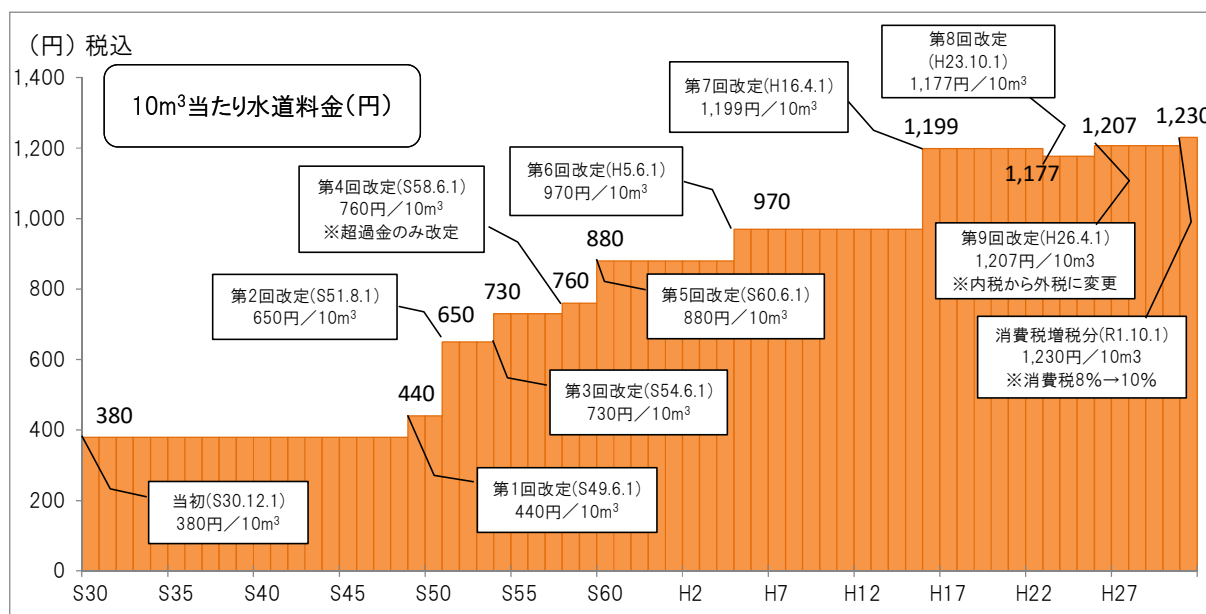 (円) 税込
10m³当たり水道料金(円)
1,400
1,200
1,000
800
600
400
200
0
S30
S35
S40
S45
S50
S55
S60
H2
H7
H12
H17
H22
H27
380
440
650
730
760
880
970
1,199
1,177
1,207
1,230
当初(S30.12.1)
380円/10m³
第1回改定(S49.6.1)
440円/10m³
第2回改定(S51.8.1)
650円/10m³
第3回改定(S54.6.1)
730円/10m³
第4回改定(S58.6.1)
760円/10m³
※超過金のみ改定
第5回改定(S60.6.1)
880円/10m³
第6回改定(H5.6.1)
970円/10m³
第7回改定(H16.4.1)
1,199円/10m³
第8回改定
(H23.10.1)
1,177円/10m³
第9回改定(H26.4.1)
1,207円/10m3
※内税から外税に変更
消費税増税分(R1.10.1)
1,230円/10m3
※消費税8%→10%